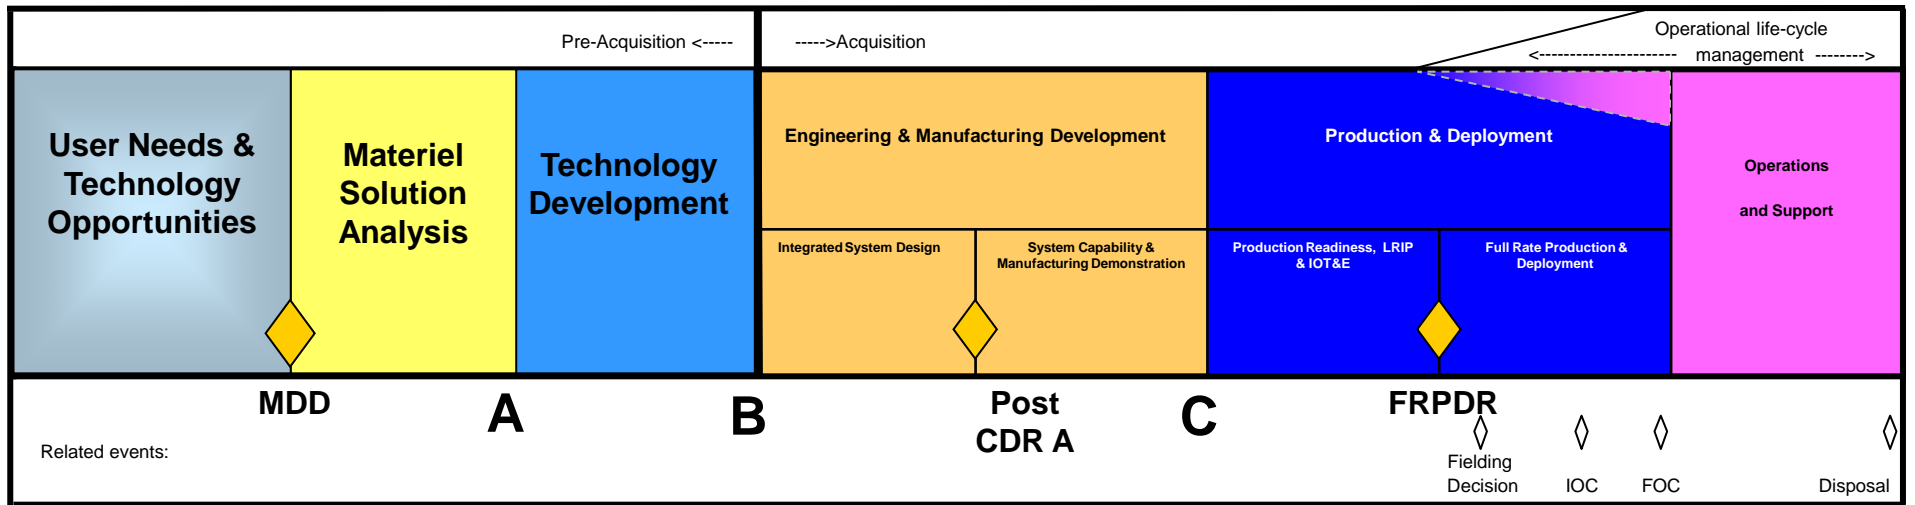 Pre-Acquisition <-----
----->Acquisition
Operational life-cycle
<--------------------- management -------->
User Needs &
Technology
Opportunities
Materiel
Solution
Analysis
Technology
Development
Engineering & Manufacturing Development
Production & Deployment
Operations
and Support
Integrated System Design
System Capability &
Manufacturing Demonstration
Production Readiness, LRIP
& IOT&E
Full Rate Production &
Deployment
MDD
A
B
Post
CDR A
C
FRPDR
Related events:
Fielding
Decision
IOC
FOC
Disposal